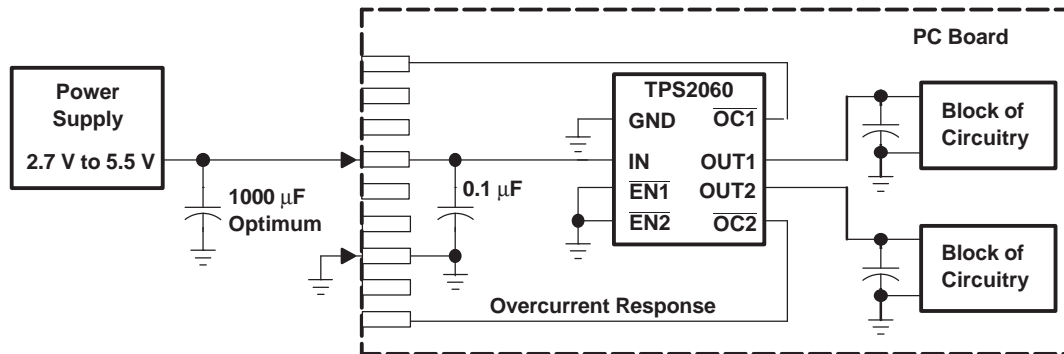 PC Board
Power
Supply
2.7 V to 5.5 V
1000 μF
Optimum
0.1 μF
TPS2060
GND
IN
EN1
EN2
OC1
OUT1
OUT2
OC2
Overcurrent Response
Block of
Circuitry
Block of
Circuitry